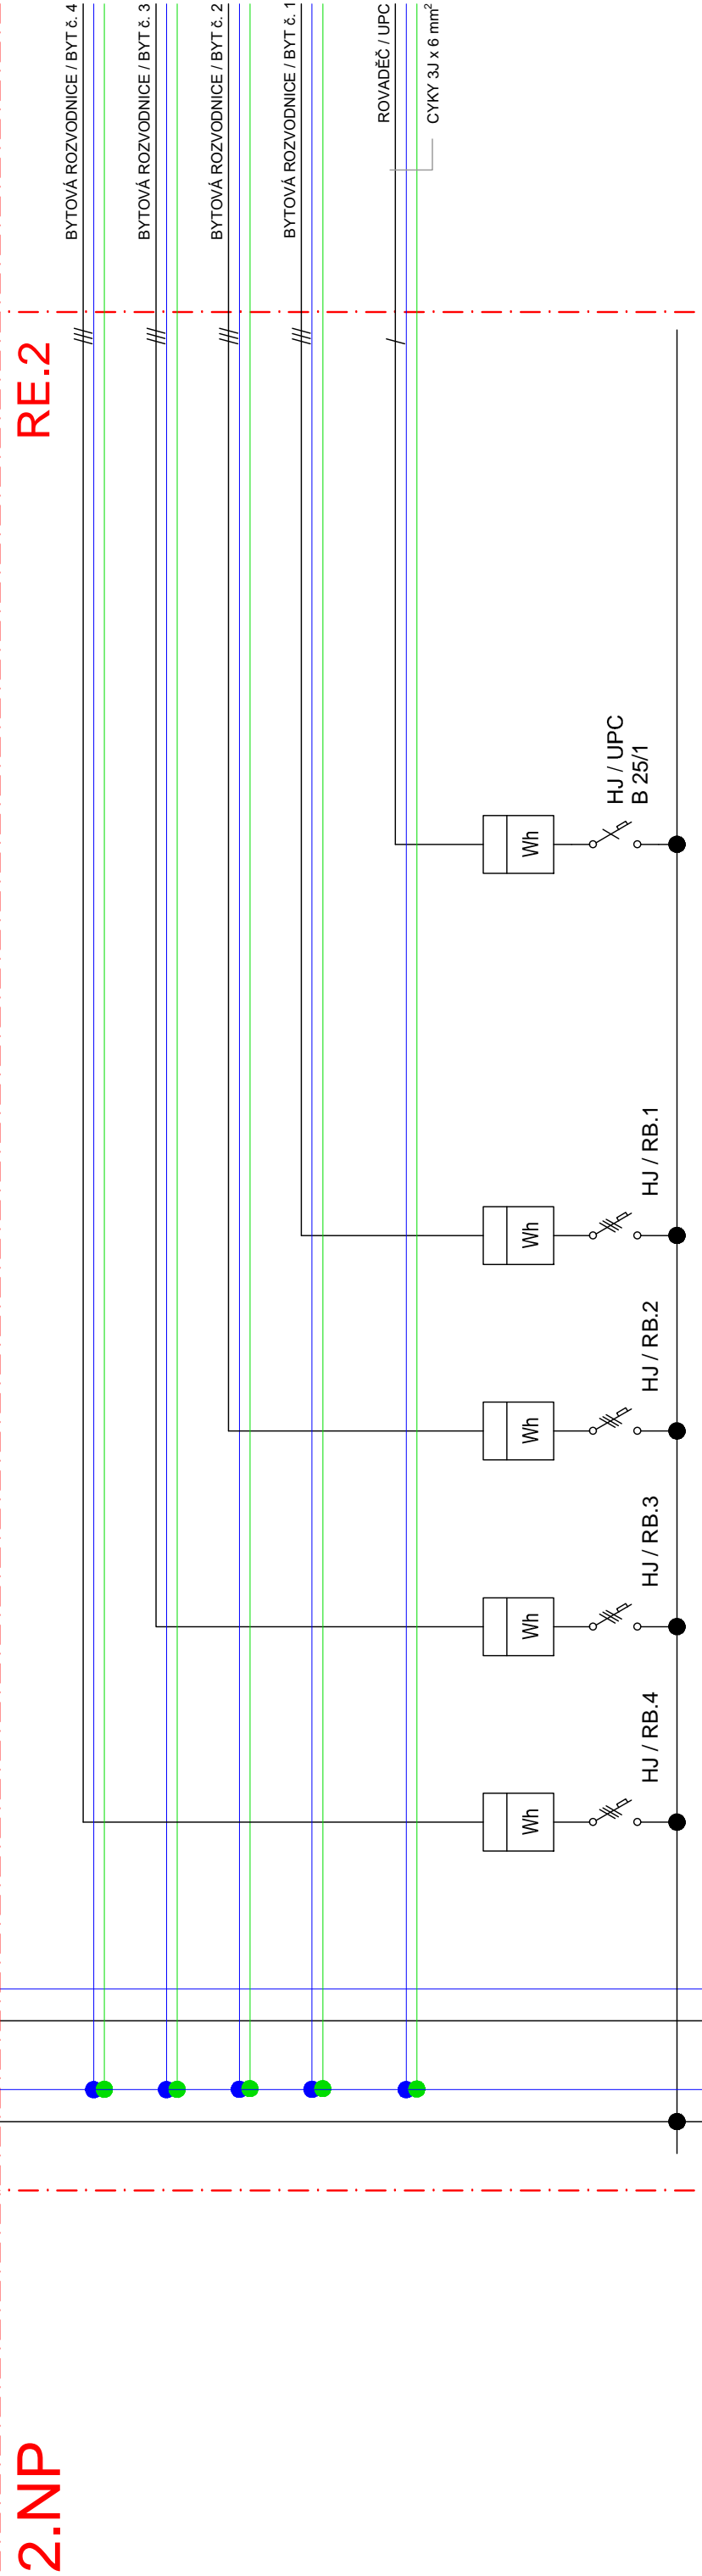 2.NP
RE.2
BYTOVÁ ROZVODNICE / BYT č. 4
BYTOVÁ ROZVODNICE / BYT č. 3
BYTOVÁ ROZVODNICE / BYT č. 2
BYTOVÁ ROZVODNICE / BYT č. 1
ROVADĚČ / UPC
CYKY 3J x 6 mm²
Wh
Wh
Wh
Wh
Wh
HJ / RB.4
HJ / RB.3
HJ / RB.2
HJ / RB.1
HJ / UPC
B 25/1